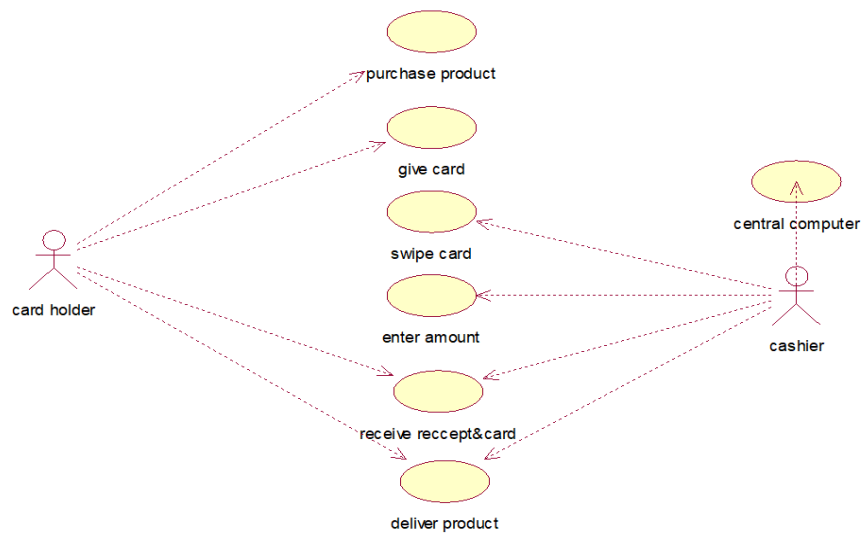 purchase product
give card
central computer
swipe card
card holder
enter amount
cashier
receive reccept&card
deliver product